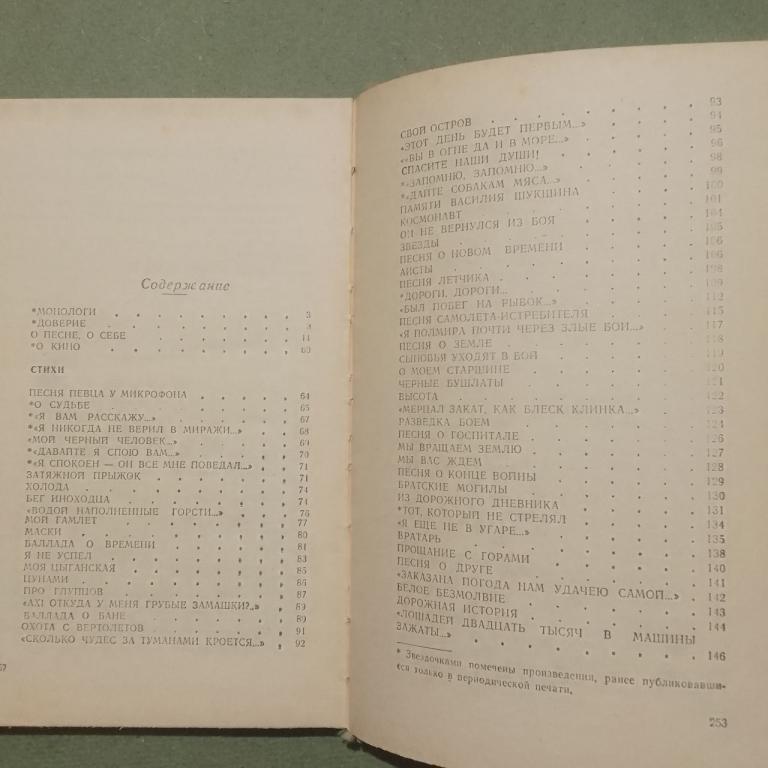 Содержание
*МОНОЛОГИ 3
*ДОВЕРИЕ
О ПЕСНЕ, О СЕБЕ 14
*О КИНО 60
СТИХИ
ПЕСНЯ ПЕВЦА У МИКРОФОНА 64
*О СУДЬБЕ 65
*«Я ВАМ РАССКАЖУ...» 67
*«Я НИКОГДА НЕ ВЕРИЛ В МИРАЖИ...» 68
«МОЙ ЧЕРНЫЙ ЧЕЛОВЕК...» 69
*«ДАВАЙТЕ Я СПОЮ ВАМ...» 70
*«Я СПОКОЕН — ОН ВСЕ МНЕ ПОВЕДАЛ...» 71
ЗАТЯЖНОЙ ПРЫЖОК 71
ХОЛОДА 74
БЕГ ИНОХОДЦА 74
«ВОДОЙ НАПОЛНЕННЫЕ ГОРСТИ...» 76
МОЙ ГАМЛЕТ 77
МАСКИ 80
БАЛЛАДА О ВРЕМЕНИ 81
Я НЕ УСПЕЛ 83
МОЯ ЦЫГАНСКАЯ 85
ЦУНАМИ 86
ПРО ГЛУПЦОВ 87
«АХ! ОТКУДА У МЕНЯ ГРУБЫЕ ЗАМАШКИ?..» 89
БАЛЛАДА О БАНЕ 89
ОХОТА С ВЕРТОЛЕТОВ 91
«СКОЛЬКО ЧУДЕС ЗА ТУМАНАМИ КРОЕТСЯ...» 92
СВОЙ ОСТРОВ 93
«ЭТОТ ДЕНЬ БУДЕТ ПЕРВЫМ...» 94
*«ВЫ В ОГНЕ ДА И В МОРЕ...» 95
СПАСИТЕ НАШИ ДУШИ! 96
*«ЗАПОМНЮ, ЗАПОМНЮ...» 98
*«ДАЙТЕ СОБАКАМ МЯСА...» 99
ПАМЯТИ ВАСИЛИЯ ШУКШИНА 100
КОСМОНАВТ 101
ОН НЕ ВЕРНУЛСЯ ИЗ БОЯ 104
ЗВЕЗДЫ 105
ПЕСНЯ О НОВОМ ВРЕМЕНИ 106
АИСТЫ 106
ПЕСНЯ ЛЕТЧИКА 108
*ДОРОГИ, ДОРОГИ... 109
«БЫЛ ПОБЕГ НА РЫВОК...» 112
ПЕСНЯ САМОЛЕТА-ИСТРЕБИТЕЛЯ 115
«Я ПОЛМИРА ПОЧТИ ЧЕРЕЗ ЗЛЫЕ БОИ...» 117
ПЕСНЯ О ЗЕМЛЕ 118
СЫНОВЬЯ УХОДЯТ В БОЙ 119
О МОЕМ СТАРШИНЕ 120
ЧЕРНЫЕ БУШЛАТЫ 121
ВЫСОТА 122
«МЕРЦАЛ ЗАКАТ, КАК БЛЕСК КЛИНКА...» 123
РАЗВЕДКА БОЕМ 124
ПЕСНЯ О ГОСПИТАЛЕ 126
МЫ ВРАЩАЕМ ЗЕМЛЮ 127
МЫ ВАС ЖДЕМ 128
ПЕСНЯ О КОНЦЕ ВОЙНЫ 129
БРАТСКИЕ МОГИЛЫ 130
ИЗ ДОРОЖНОГО ДНЕВНИКА 131
*ТОТ, КОТОРЫЙ НЕ СТРЕЛЯЛ 134
«Я ЕЩЕ НЕ В УГАРЕ...» 135
ВРАТАРЬ 138
ПРОЩАНИЕ С ГОРАМИ 140
ПЕСНЯ О ДРУГЕ 141
«ЗАКАЗАНА ПОГОДА НАМ УДАЧЕЮ САМОЙ...» 142
БЕЛОЕ БЕЗМОЛВИЕ 143
ДОРОЖНАЯ ИСТОРИЯ 144
«ЛОШАДЕЙ ДВАДЦАТЬ ТЫСЯЧ В МАШИНЫ
ЗАЖАТЫ...» 146
* Звездочками помечены произведения, ранее публиковавши-
еся только в периодической печати.
253